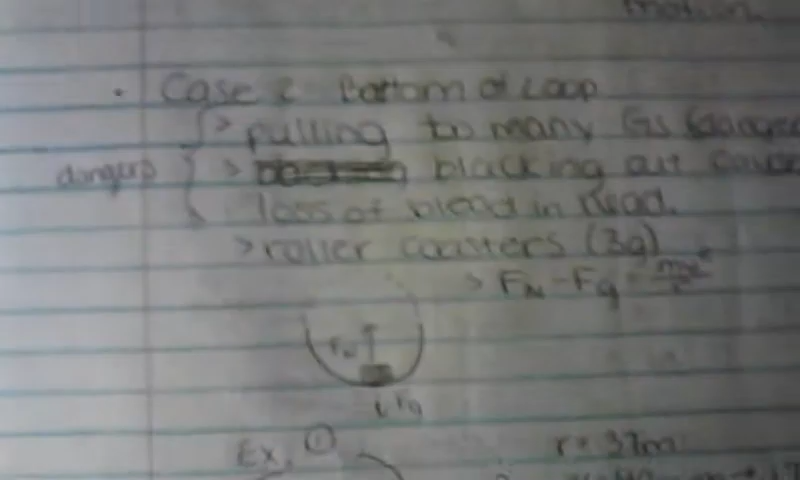 motion
• Case 2 Bottom of Loop
> pulling to many Gs (danger
dangers > blacking out cause
loss of blood in head.
> roller coasters (3g)
> FN - Fg = mv²/r
FN
Fg
Ex. ① r = 37m